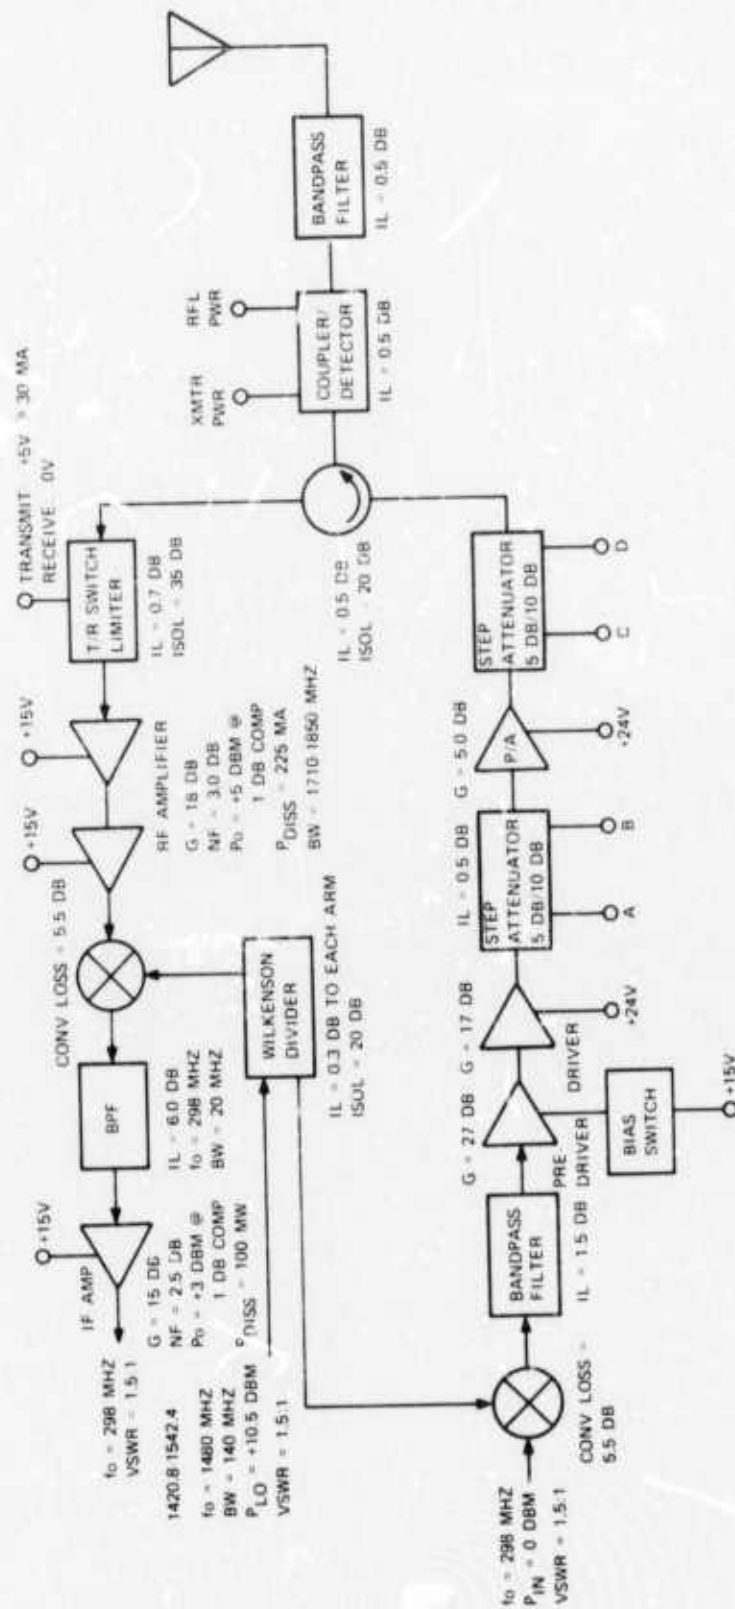 fo = 298 MHZ
VSWR = 1.5:1
IF AMP
+15V
G = 15 DB
NF = 2.5 DB
Po = +3 DBM @
1 DB COMP
PDISS = 100 MW
BPF
IL = 6.0 DB
fo = 298 MHZ
BW = 20 MHZ
CONV LOSS = 5.5 DB
+15V
+15V
RF AMPLIFIER
G = 18 DB
NF = 3.0 DB
Po = +5 DBM @
1 DB COMP
PDISS = 225 MA
BW = 1710-1850 MHZ
T/R SWITCH
LIMITER
IL = 0.7 DB
ISOL = 35 DB
TRANSMIT +5V > 30 MA
RECEIVE 0V
1420.8 1542.4
fo = 1480 MHZ
BW = 140 MHZ
PLO = +10.5 DBM
VSWR = 1.5:1
WILKENSON
DIVIDER
IL = 0.3 DB TO EACH ARM
ISOL = 20 DB
IL = 0.5 DB
ISOL = 20 DB
XMTR
PWR
RFL
PWR
COUPLER/
DETECTOR
IL = 0.5 DB
BANDPASS
FILTER
IL = 0.5 DB
fo = 298 MHZ
PIN = 0 DBM
VSWR = 1.5:1
CONV LOSS =
5.5 DB
BANDPASS
FILTER
IL = 1.5 DB
G = 27 DB
PRE
DRIVER
BIAS
SWITCH
+15V
G = 17 DB
DRIVER
+24V
IL = 0.5 DB
STEP
ATTENUATOR
5 DB/10 DB
A
B
G = 5.0 DB
P/A
+24V
STEP
ATTENUATOR
5 DB/10 DB
C
D